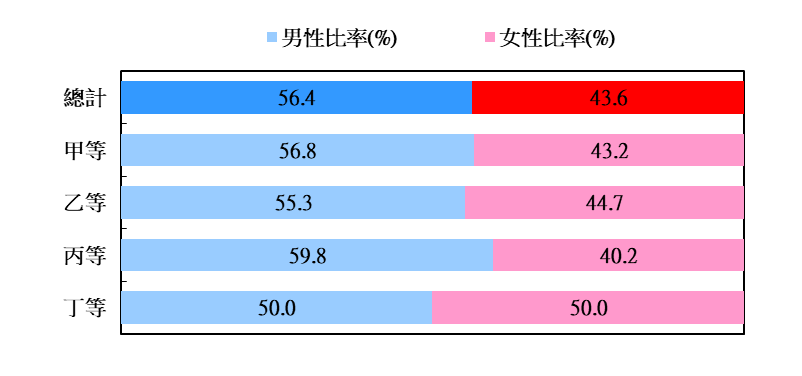 男性比率(%) 女性比率(%)
總計 56.4 43.6
甲等 56.8 43.2
乙等 55.3 44.7
丙等 59.8 40.2
丁等 50.0 50.0